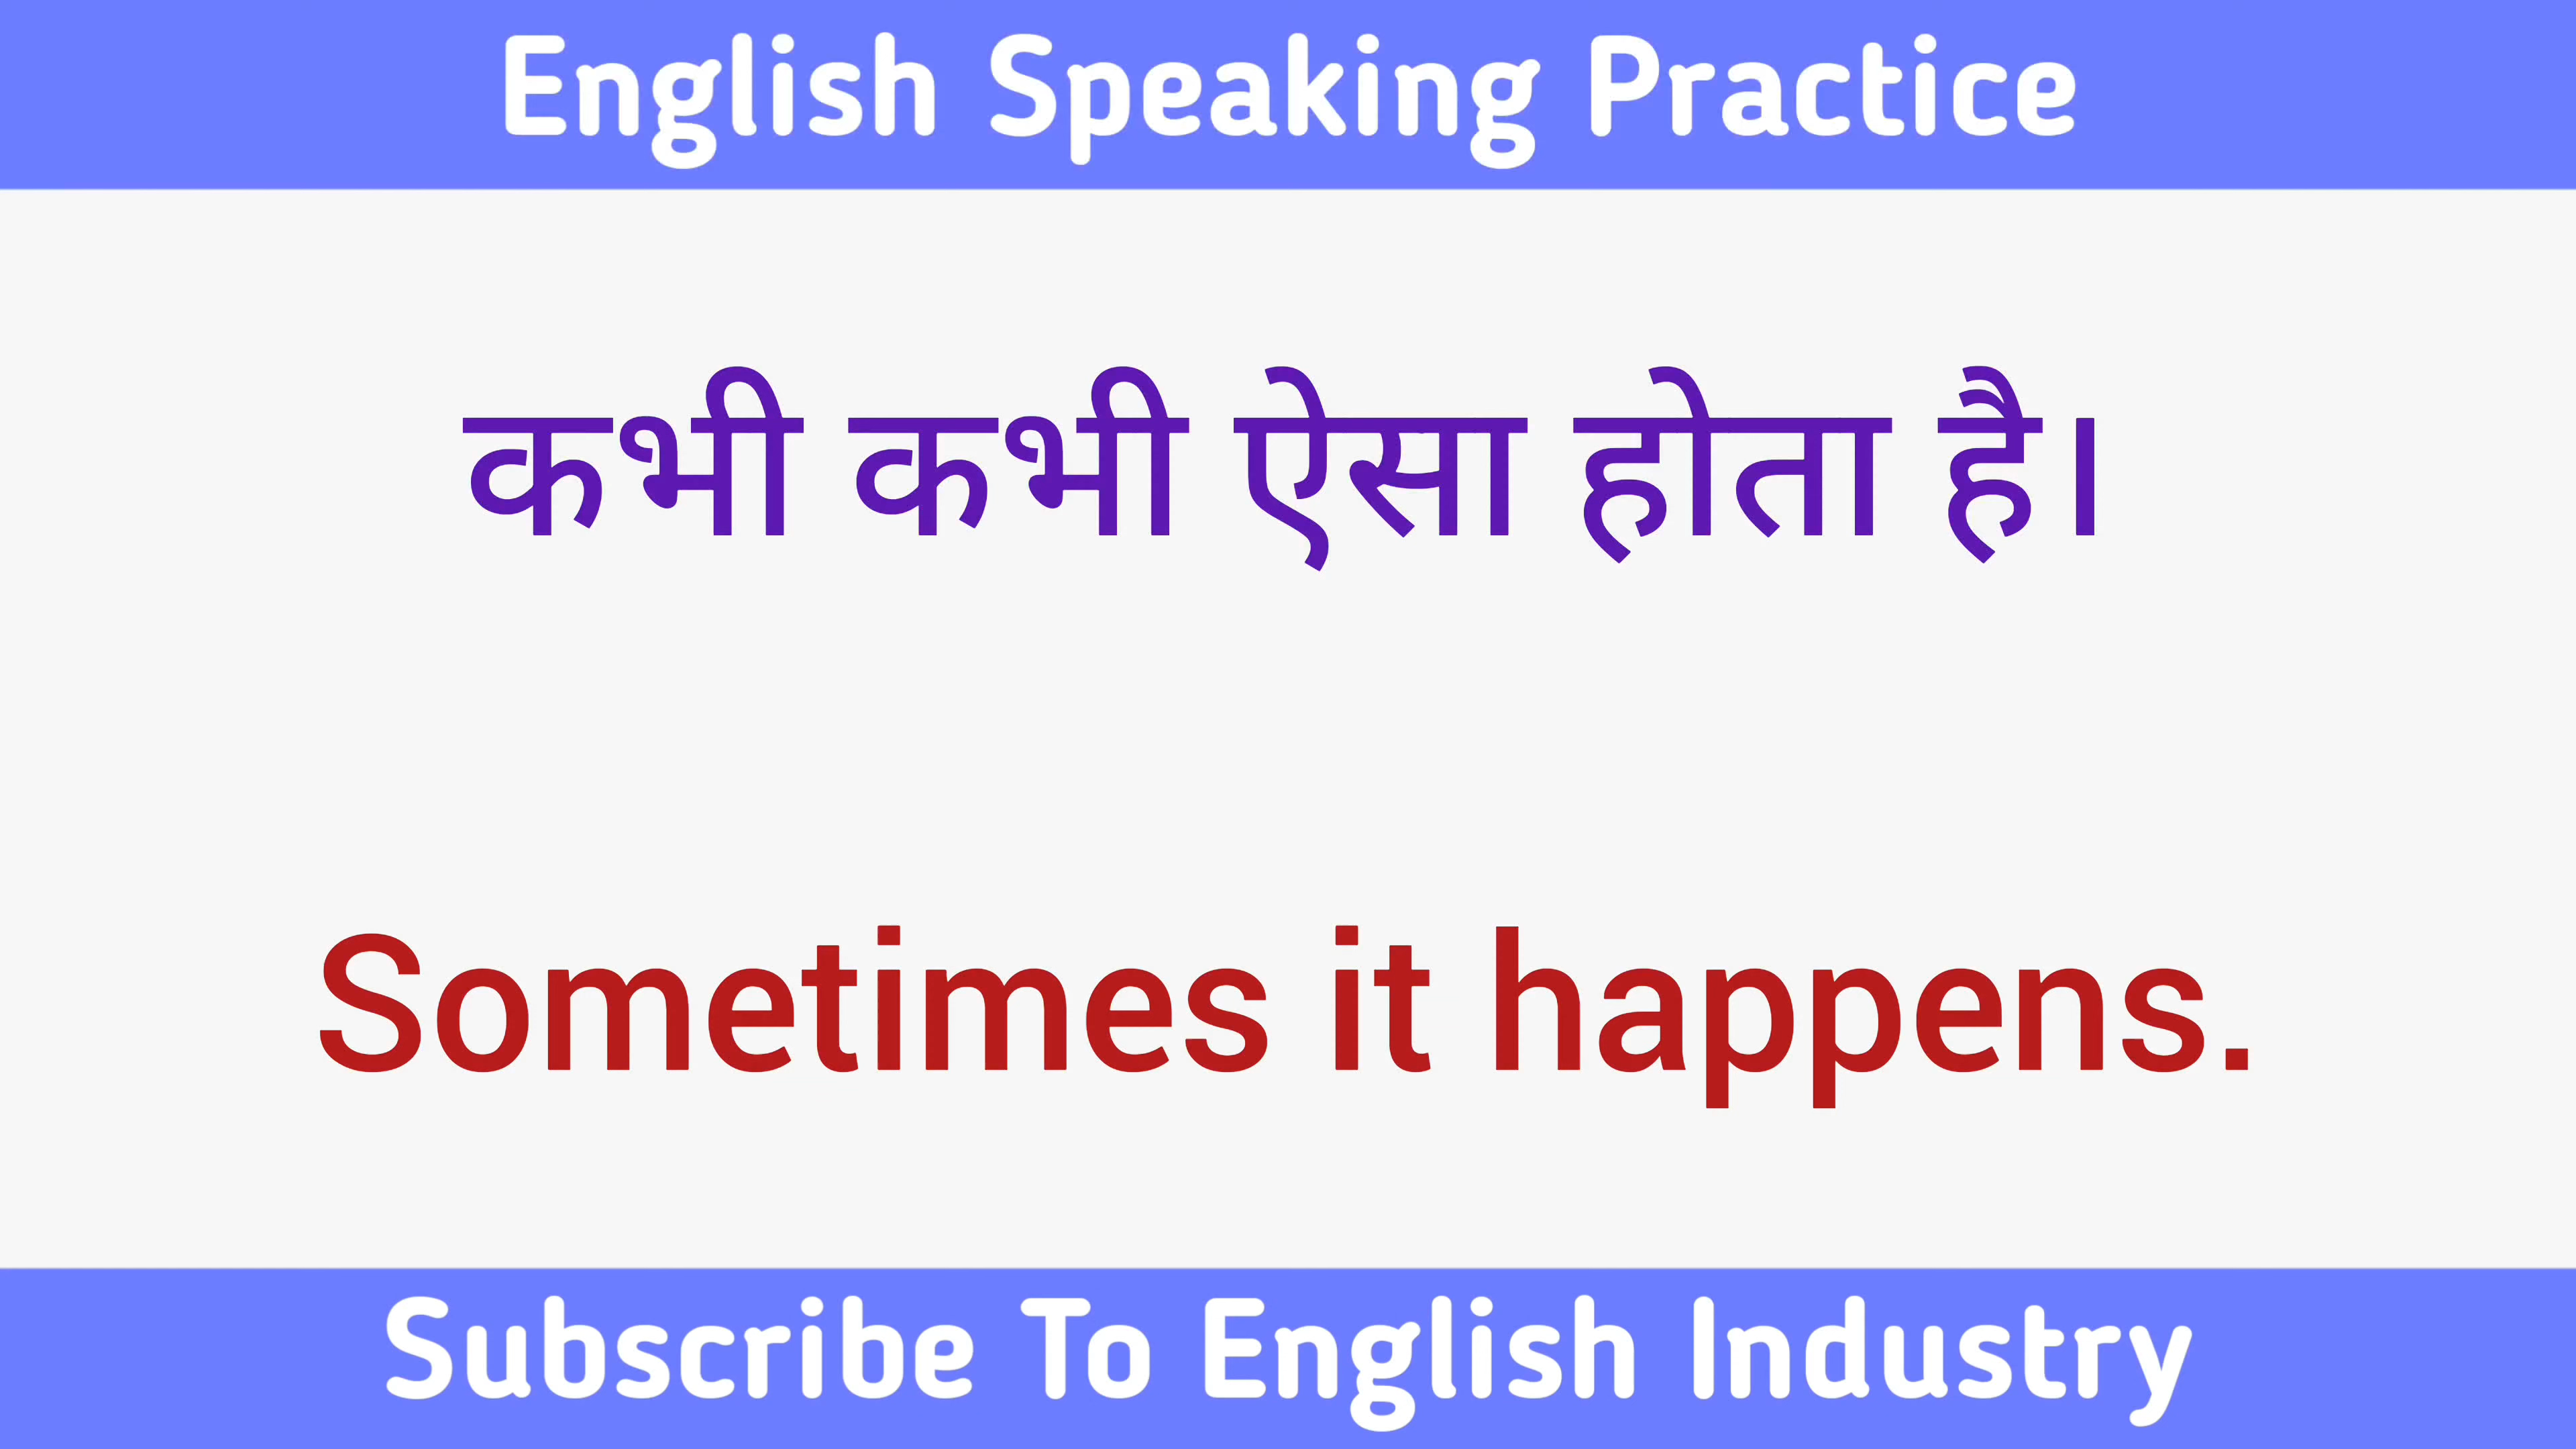 English Speaking Practice
कभी कभी ऐसा होता है।
Sometimes it happens.
Subscribe To English Industry